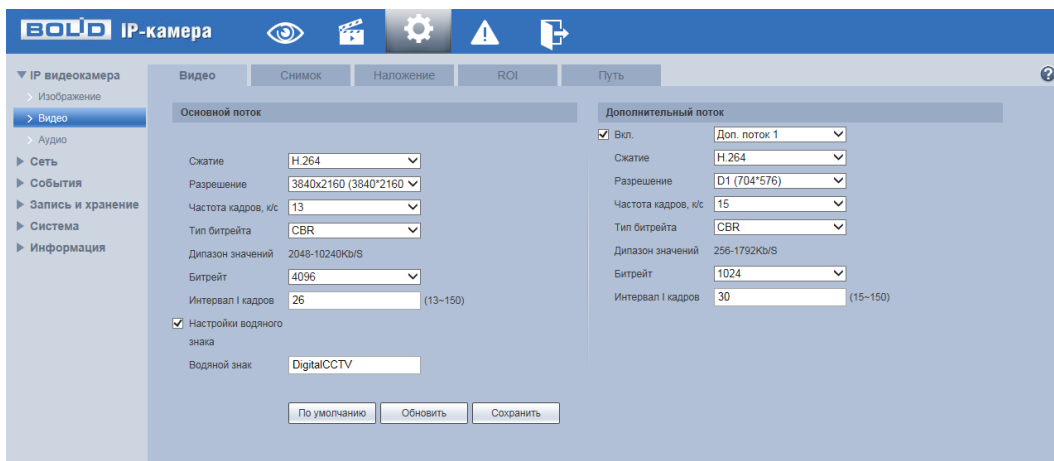 BOLID IP-камера
IP видеокамера
Изображение
Видео
Аудио
Сеть
События
Запись и хранение
Система
Информация
Видео
Снимок
Наложение
ROI
Путь
?
Основной поток
Сжатие H.264
Разрешение 3840x2160 (3840*2160
Частота кадров, к/с 13
Тип битрейта CBR
Дипазон значений 2048-10240Kb/S
Битрейт 4096
Интервал I кадров 26 (13~150)
Настройки водяного
знака
Водяной знак DigitalCCTV
По умолчанию
Обновить
Сохранить
Дополнительный поток
Вкл. Доп. поток 1
Сжатие H.264
Разрешение D1 (704*576)
Частота кадров, к/с 15
Тип битрейта CBR
Дипазон значений 256-1792Kb/S
Битрейт 1024
Интервал I кадров 30 (15~150)